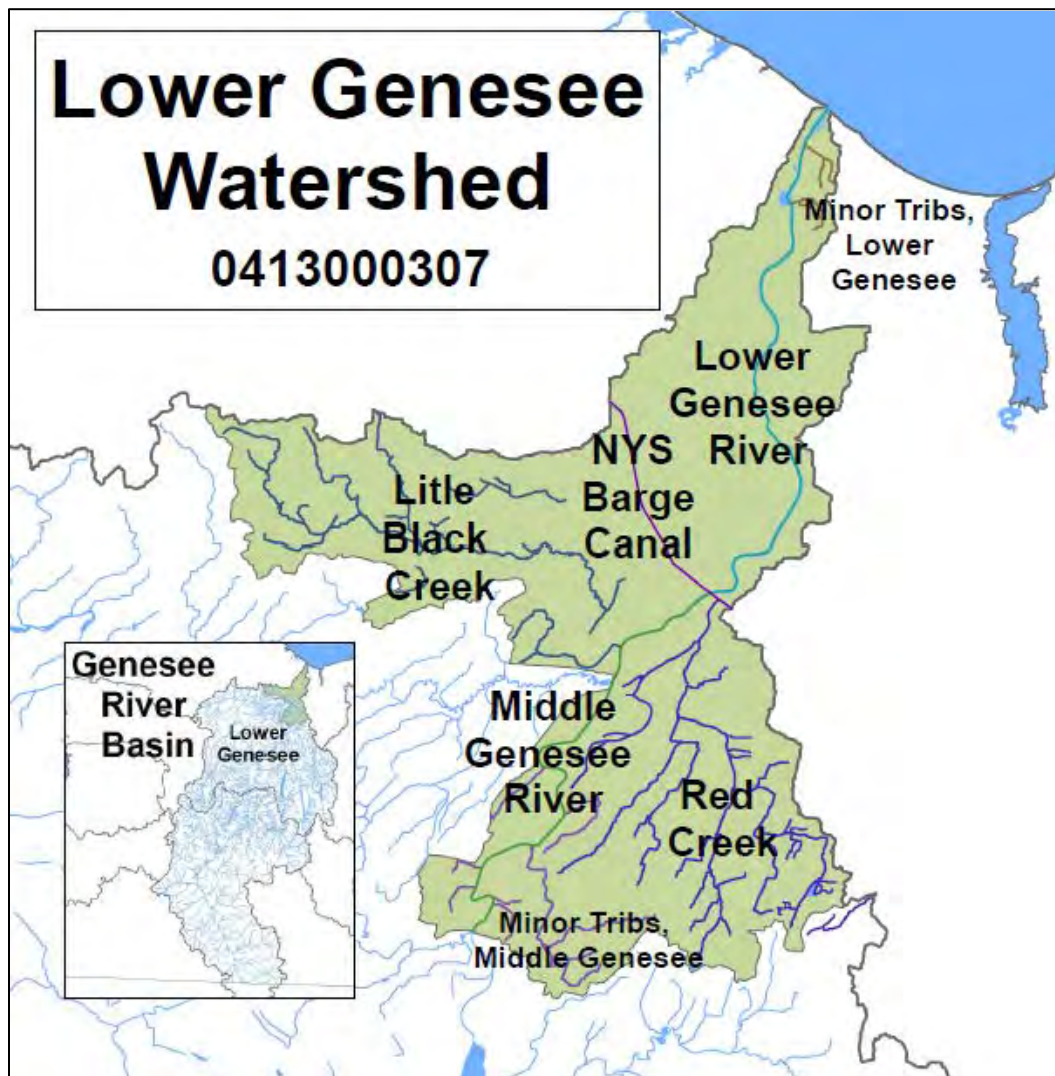 Lower Genesee
Watershed
0413000307
Minor Tribs,
Lower
Genesee
Lower
Genesee
River
NYS
Barge
Canal
Litle
Black
Creek
Genesee
River
Basin
Lower
Genesee
Middle
Genesee
River
Red
Creek
Minor Tribs,
Middle Genesee